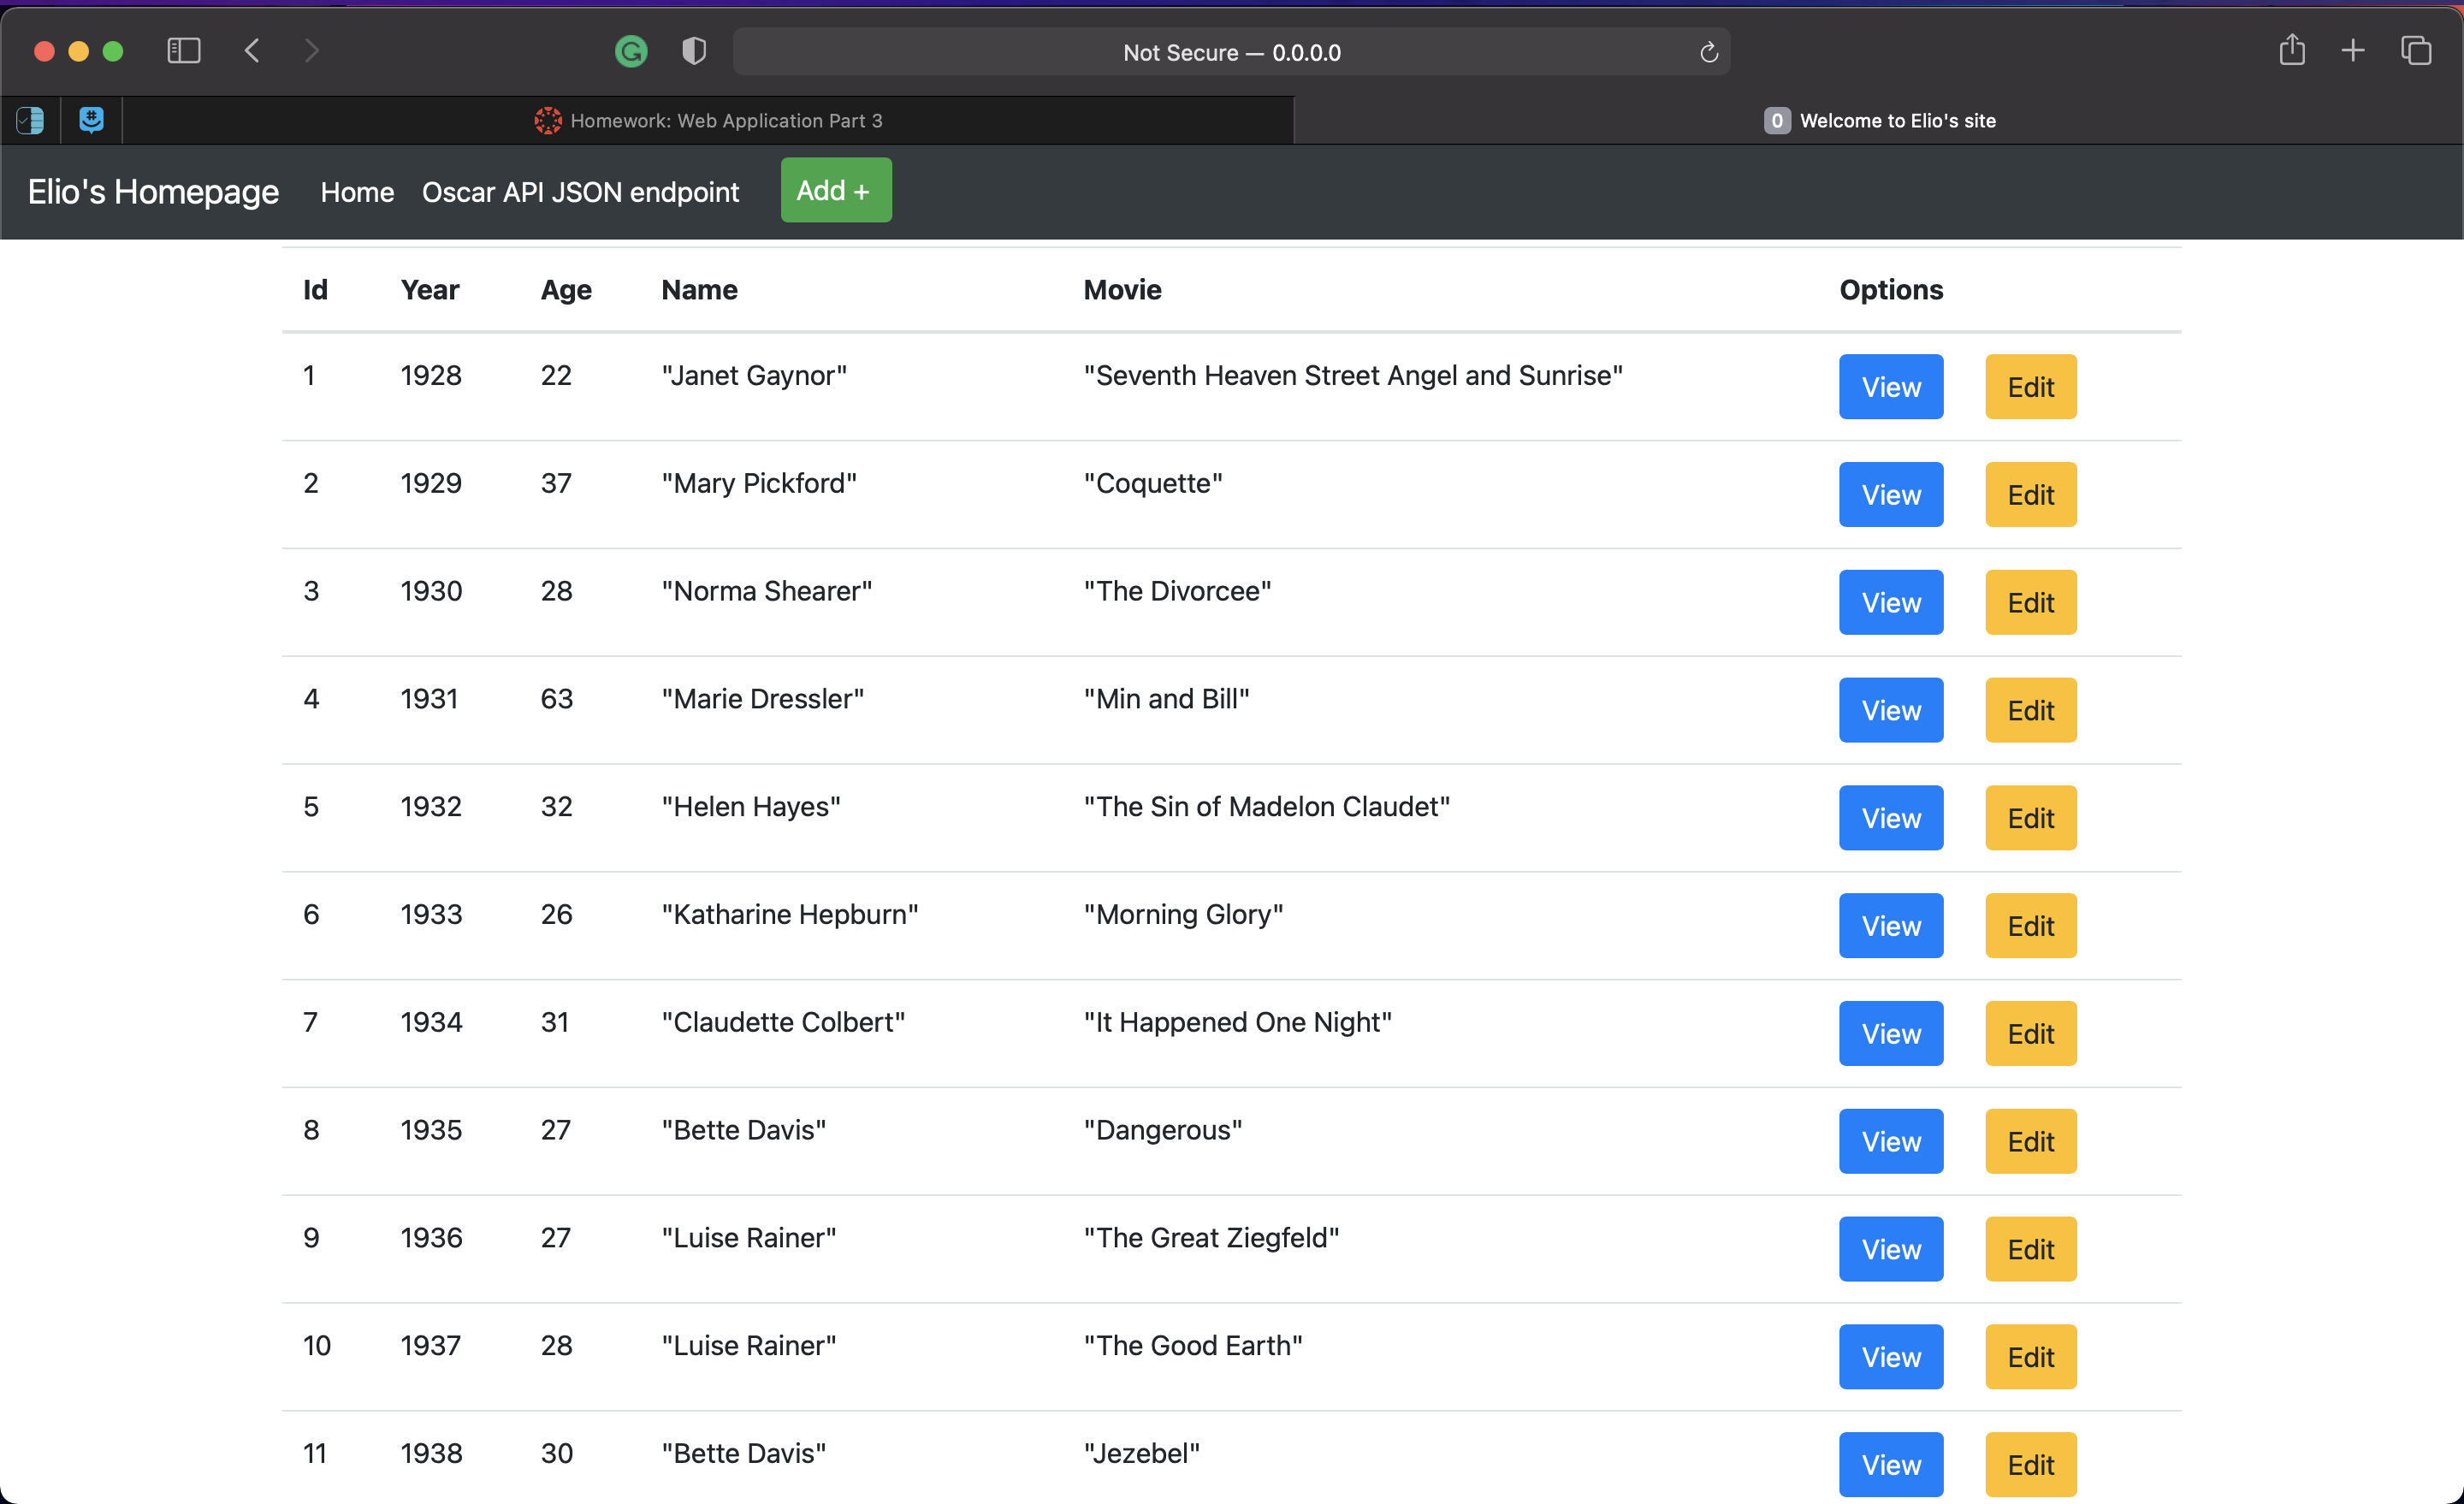 Not Secure — 0.0.0.0
Homework: Web Application Part 3
0 Welcome to Elio's site
Elio's Homepage Home Oscar API JSON endpoint Add +
Id Year Age Name Movie Options
1 1928 22 "Janet Gaynor" "Seventh Heaven Street Angel and Sunrise" View Edit
2 1929 37 "Mary Pickford" "Coquette" View Edit
3 1930 28 "Norma Shearer" "The Divorcee" View Edit
4 1931 63 "Marie Dressler" "Min and Bill" View Edit
5 1932 32 "Helen Hayes" "The Sin of Madelon Claudet" View Edit
6 1933 26 "Katharine Hepburn" "Morning Glory" View Edit
7 1934 31 "Claudette Colbert" "It Happened One Night" View Edit
8 1935 27 "Bette Davis" "Dangerous" View Edit
9 1936 27 "Luise Rainer" "The Great Ziegfeld" View Edit
10 1937 28 "Luise Rainer" "The Good Earth" View Edit
11 1938 30 "Bette Davis" "Jezebel" View Edit